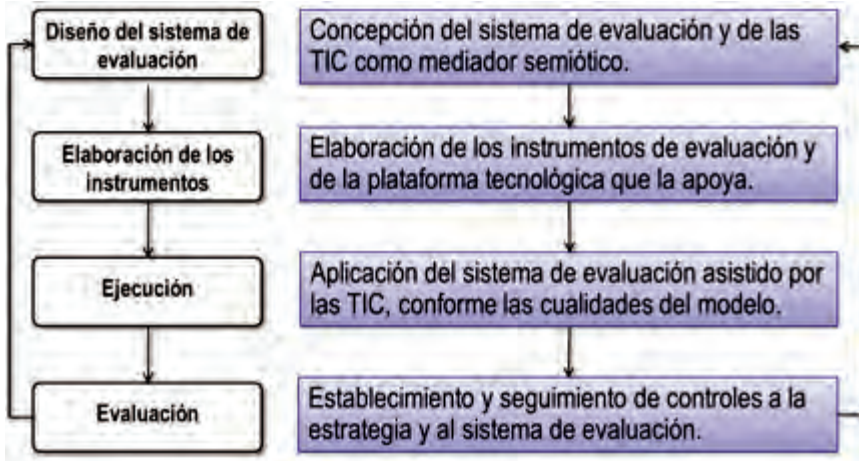 Diseño del sistema de
evaluación
Concepción del sistema de evaluación y de las
TIC como mediador semiótico.
Elaboración de los
instrumentos
Elaboración de los instrumentos de evaluación y
de la plataforma tecnológica que la apoya.
Ejecución
Aplicación del sistema de evaluación asistido por
las TIC, conforme las cualidades del modelo.
Evaluación
Establecimiento y seguimiento de controles a la
estrategia y al sistema de evaluación.